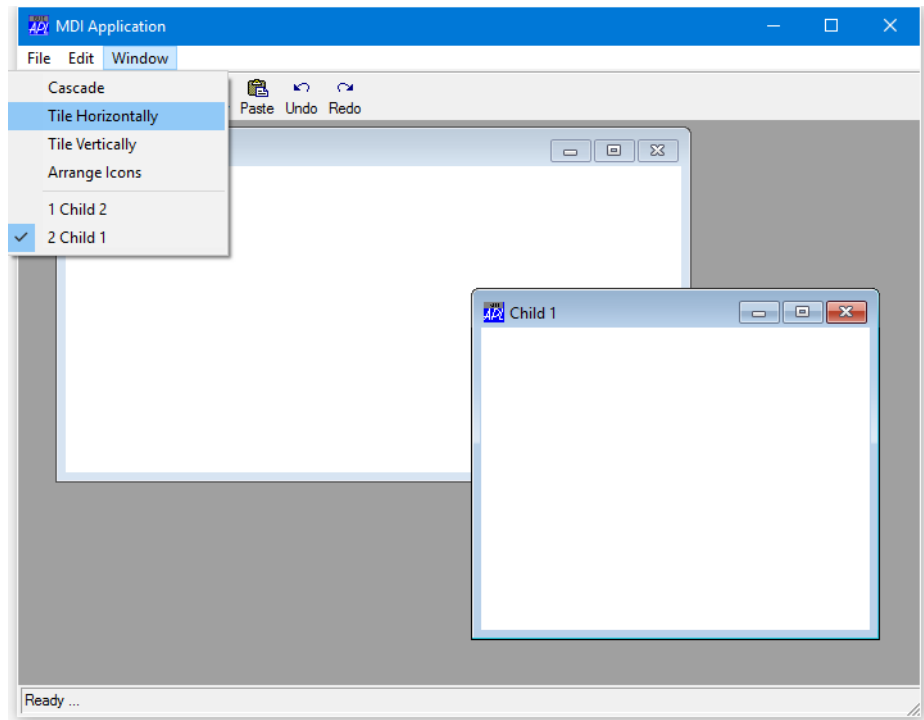 MDI Application
File Edit Window
Cascade
Tile Horizontally
Tile Vertically
Arrange Icons
1 Child 2
2 Child 1
Paste Undo Redo
Child 1
Ready ...